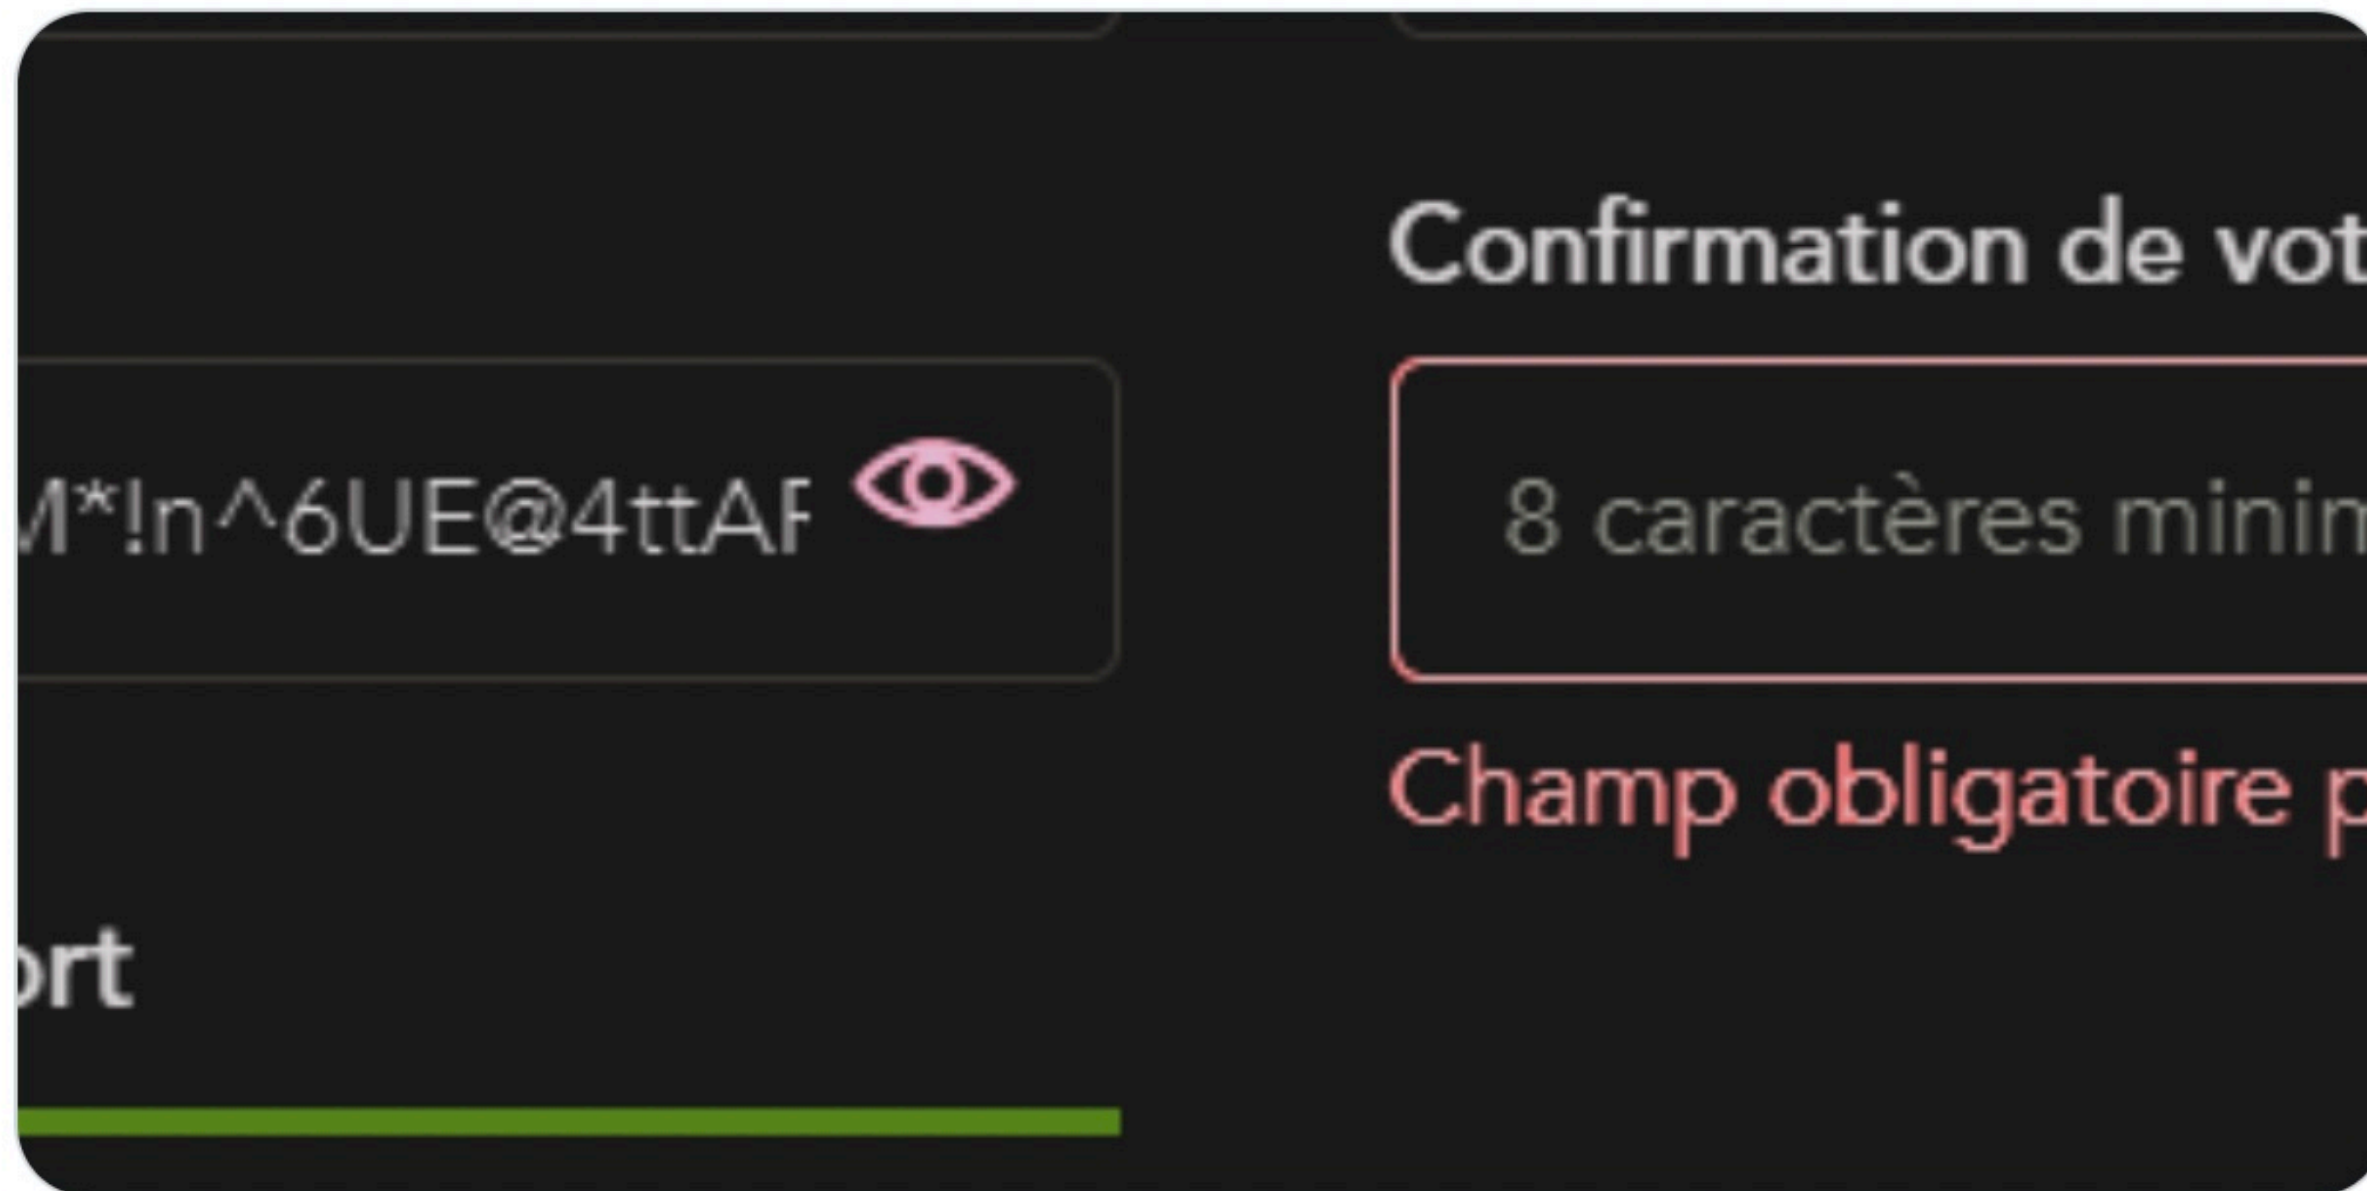 Confirmation de vot
M*!n^6UE@4ttAF
8 caractères minim
Champ obligatoire p
ort